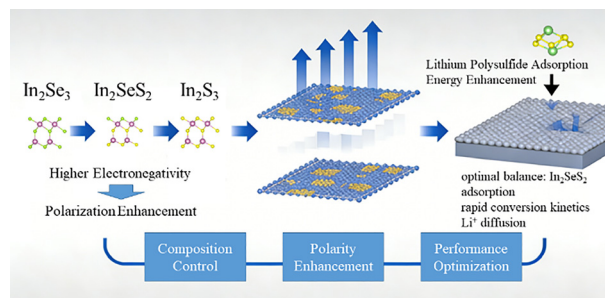 In₂Se₃
In₂SeS₂
In₂S₃
Higher Electronegativity
Polarization Enhancement
Lithium Polysulfide Adsorption
Energy Enhancement
optimal balance: In₂SeS₂
adsorption
rapid conversion kinetics
Li⁺ diffusion
Composition
Control
Polarity
Enhancement
Performance
Optimization